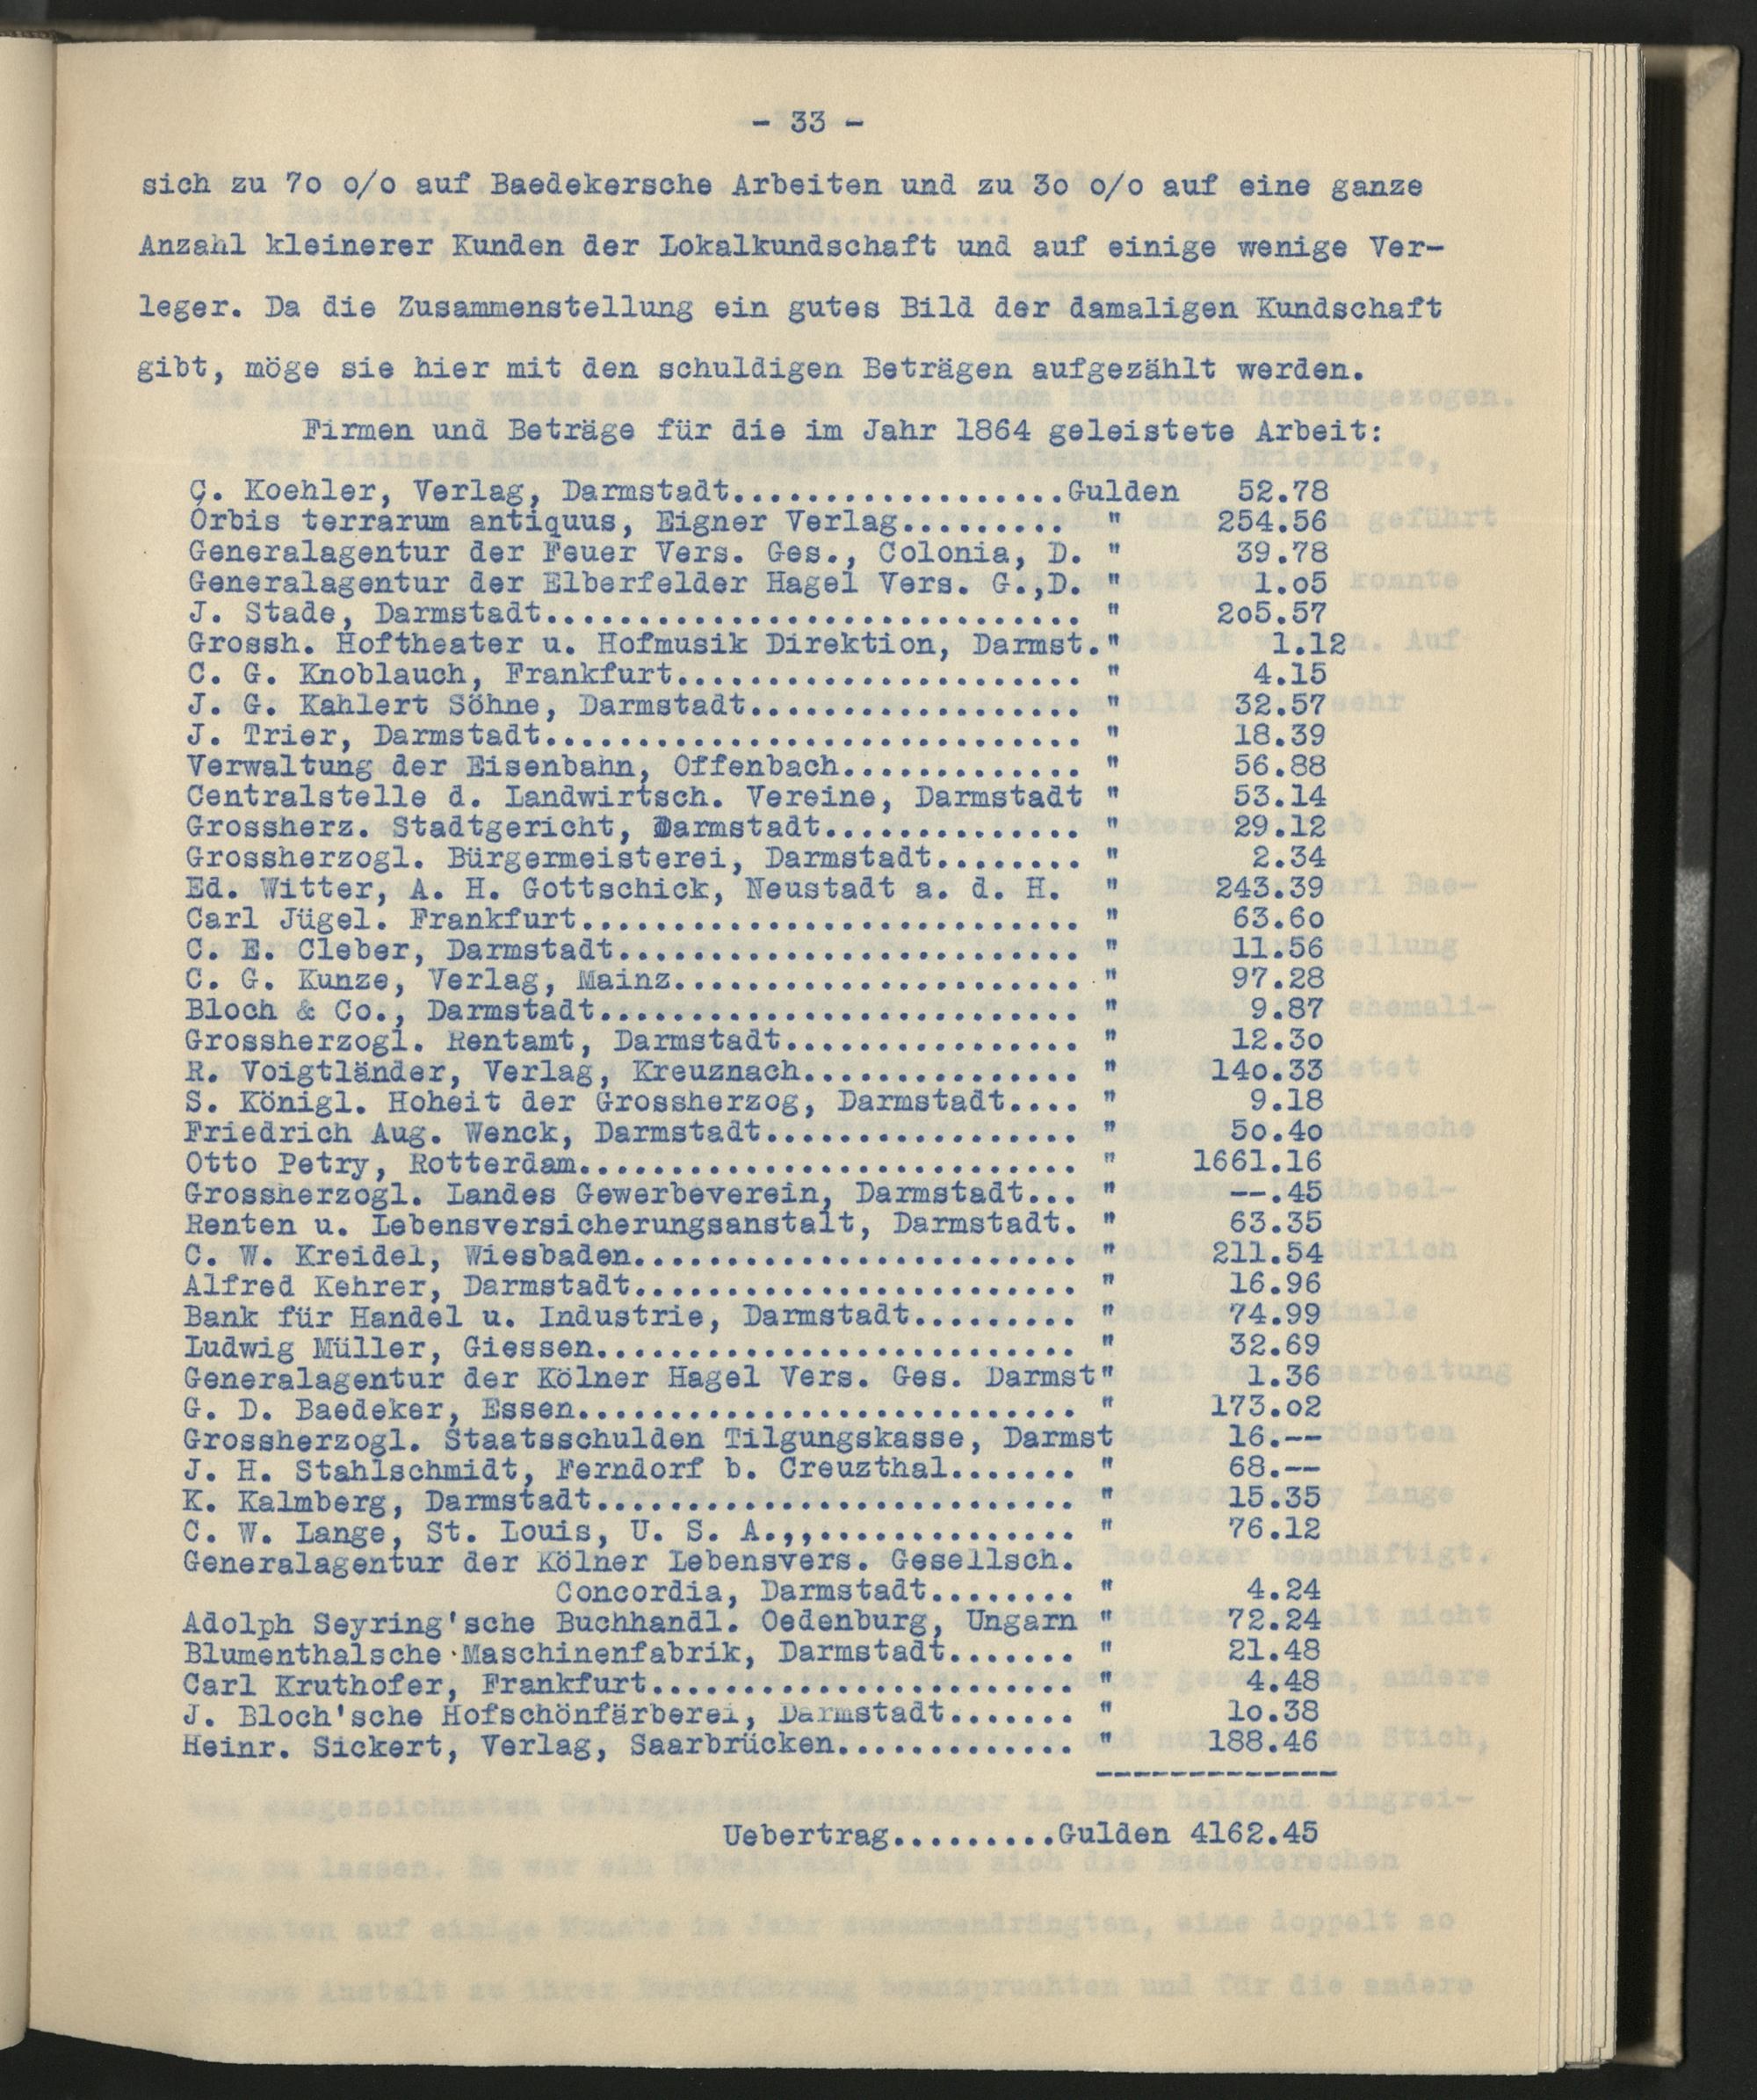 - 33 -
sich zu 7o o/o auf Baedekersche Arbeiten und zu 3o o/o auf eine ganze
Anzahl kleinerer Kunden der Lokalkundschaft und auf einige wenige Ver-
leger. Da die Zusammenstellung ein gutes Bild der damaligen Kundschaft
gibt, möge sie hier mit den schuldigen Beträgen aufgezählt werden.
Firmen und Beträge für die im Jahr 1864 geleistete Arbeit:
C. Koehler, Verlag, Darmstadt..................Gulden 52.78
Orbis terrarum antiquus, Eigner Verlag......... " 254.56
Generalagentur der Feuer Vers. Ges., Colonia, D. " 39.78
Generalagentur der Elberfelder Hagel Vers. G.,D. " 1.o5
J. Stade, Darmstadt............................. " 2o5.57
Grossh. Hoftheater u. Hofmusik Direktion, Darmst." 1.12
C. G. Knoblauch, Frankfurt...................... " 4.15
J. G. Kahlert Söhne, Darmstadt.................. " 32.57
J. Trier, Darmstadt............................. " 18.39
Verwaltung der Eisenbahn, Offenbach............. " 56.88
Centralstelle d. Landwirtsch. Vereine, Darmstadt " 53.14
Grossherz. Stadtgericht, Darmstadt.............. " 29.12
Grossherzogl. Bürgermeisterei, Darmstadt........ " 2.34
Ed. Witter, A. H. Gottschick, Neustadt a. d. H. " 243.39
Carl Jügel. Frankfurt........................... " 63.6o
C. E. Cleber, Darmstadt......................... " 11.56
C. G. Kunze, Verlag, Mainz...................... " 97.28
Bloch & Co., Darmstadt.......................... " 9.87
Grossherzogl. Rentamt, Darmstadt................ " 12.3o
R. Voigtländer, Verlag, Kreuznach............... " 14o.33
S. Königl. Hoheit der Grossherzog, Darmstadt.... " 9.18
Friedrich Aug. Wenck, Darmstadt................. " 5o.4o
Otto Petry, Rotterdam........................... " 1661.16
Grossherzogl. Landes Gewerbeverein, Darmstadt... " --.45
Renten u. Lebensversicherungsanstalt, Darmstadt. " 63.35
C. W. Kreidel, Wiesbaden........................ " 211.54
Alfred Kehrer, Darmstadt........................ " 16.96
Bank für Handel u. Industrie, Darmstadt......... " 74.99
Ludwig Müller, Giessen.......................... " 32.69
Generalagentur der Kölner Hagel Vers. Ges. Darmst" 1.36
G. D. Baedeker, Essen........................... " 173.o2
Grossherzogl. Staatsschulden Tilgungskasse, Darmst 16.--
J. H. Stahlschmidt, Ferndorf b. Creuzthal....... " 68.--
K. Kalmberg, Darmstadt.......................... " 15.35
C. W. Lange, St. Louis, U. S. A.,,.............. " 76.12
Generalagentur der Kölner Lebensvers. Gesellsch.
Concordia, Darmstadt........ " 4.24
Adolph Seyring'sche Buchhandl. Oedenburg, Ungarn " 72.24
Blumenthalsche Maschinenfabrik, Darmstadt....... " 21.48
Carl Kruthofer, Frankfurt....................... " 4.48
J. Bloch'sche Hofschönfärberei, Darmstadt....... " 1o.38
Heinr. Sickert, Verlag, Saarbrücken............. " 188.46
Uebertrag.........Gulden 4162.45